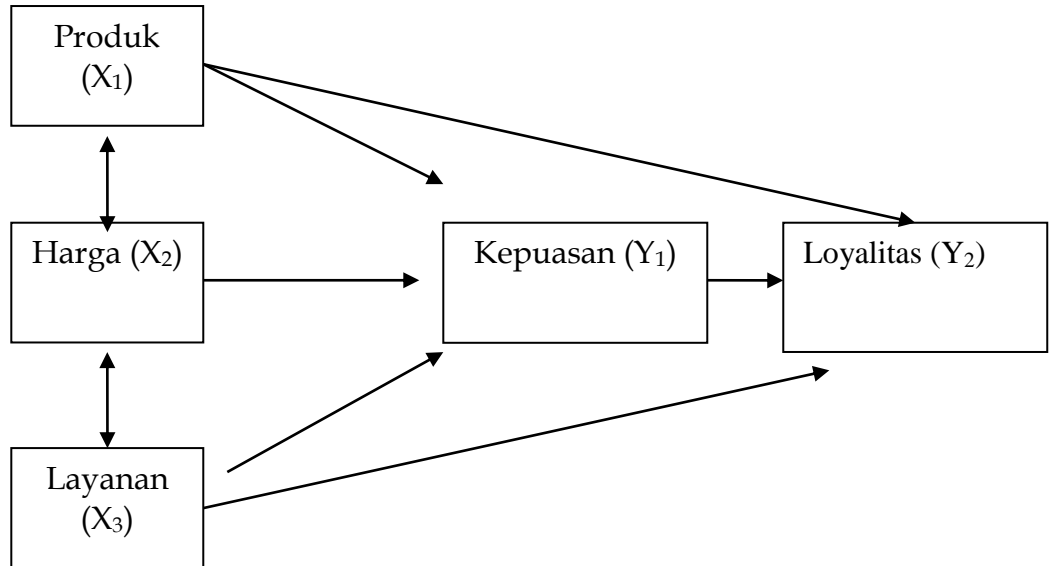 Produk
(X₁)
Harga (X₂)
Kepuasan (Y₁)
Loyalitas (Y₂)
Layanan
(X₃)